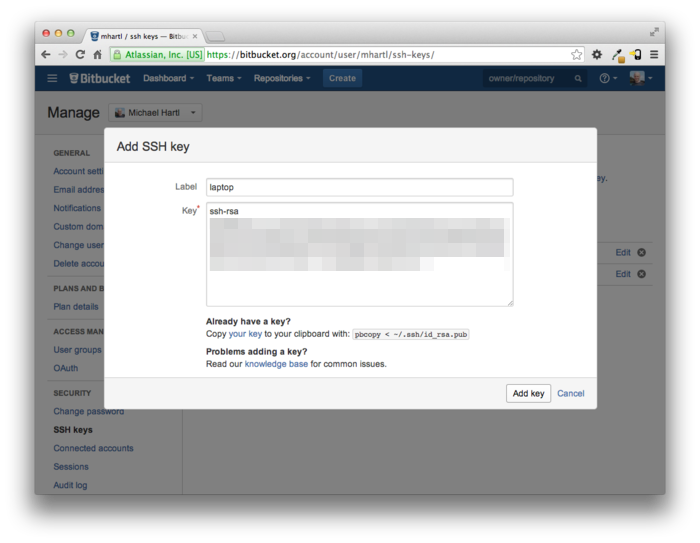 mhartl / ssh keys — Bitbuc
Atlassian, Inc. [US] https://bitbucket.org/account/user/mhartl/ssh-keys/
Bitbucket Dashboard Teams Repositories Create owner/repository
Manage Michael Hartl
Add SSH key
GENERAL
Account setti
Email addres
Notifications
Custom dom
Change user
Delete accou
PLANS AND B
Plan details
ACCESS MAN
User groups
OAuth
SECURITY
Change password
SSH keys
Connected accounts
Sessions
Audit log
Label laptop
Key* ssh-rsa
Already have a key?
Copy your key to your clipboard with: pbcopy < ~/.ssh/id_rsa.pub
Problems adding a key?
Read our knowledge base for common issues.
Add key Cancel
ey.
Edit
Edit